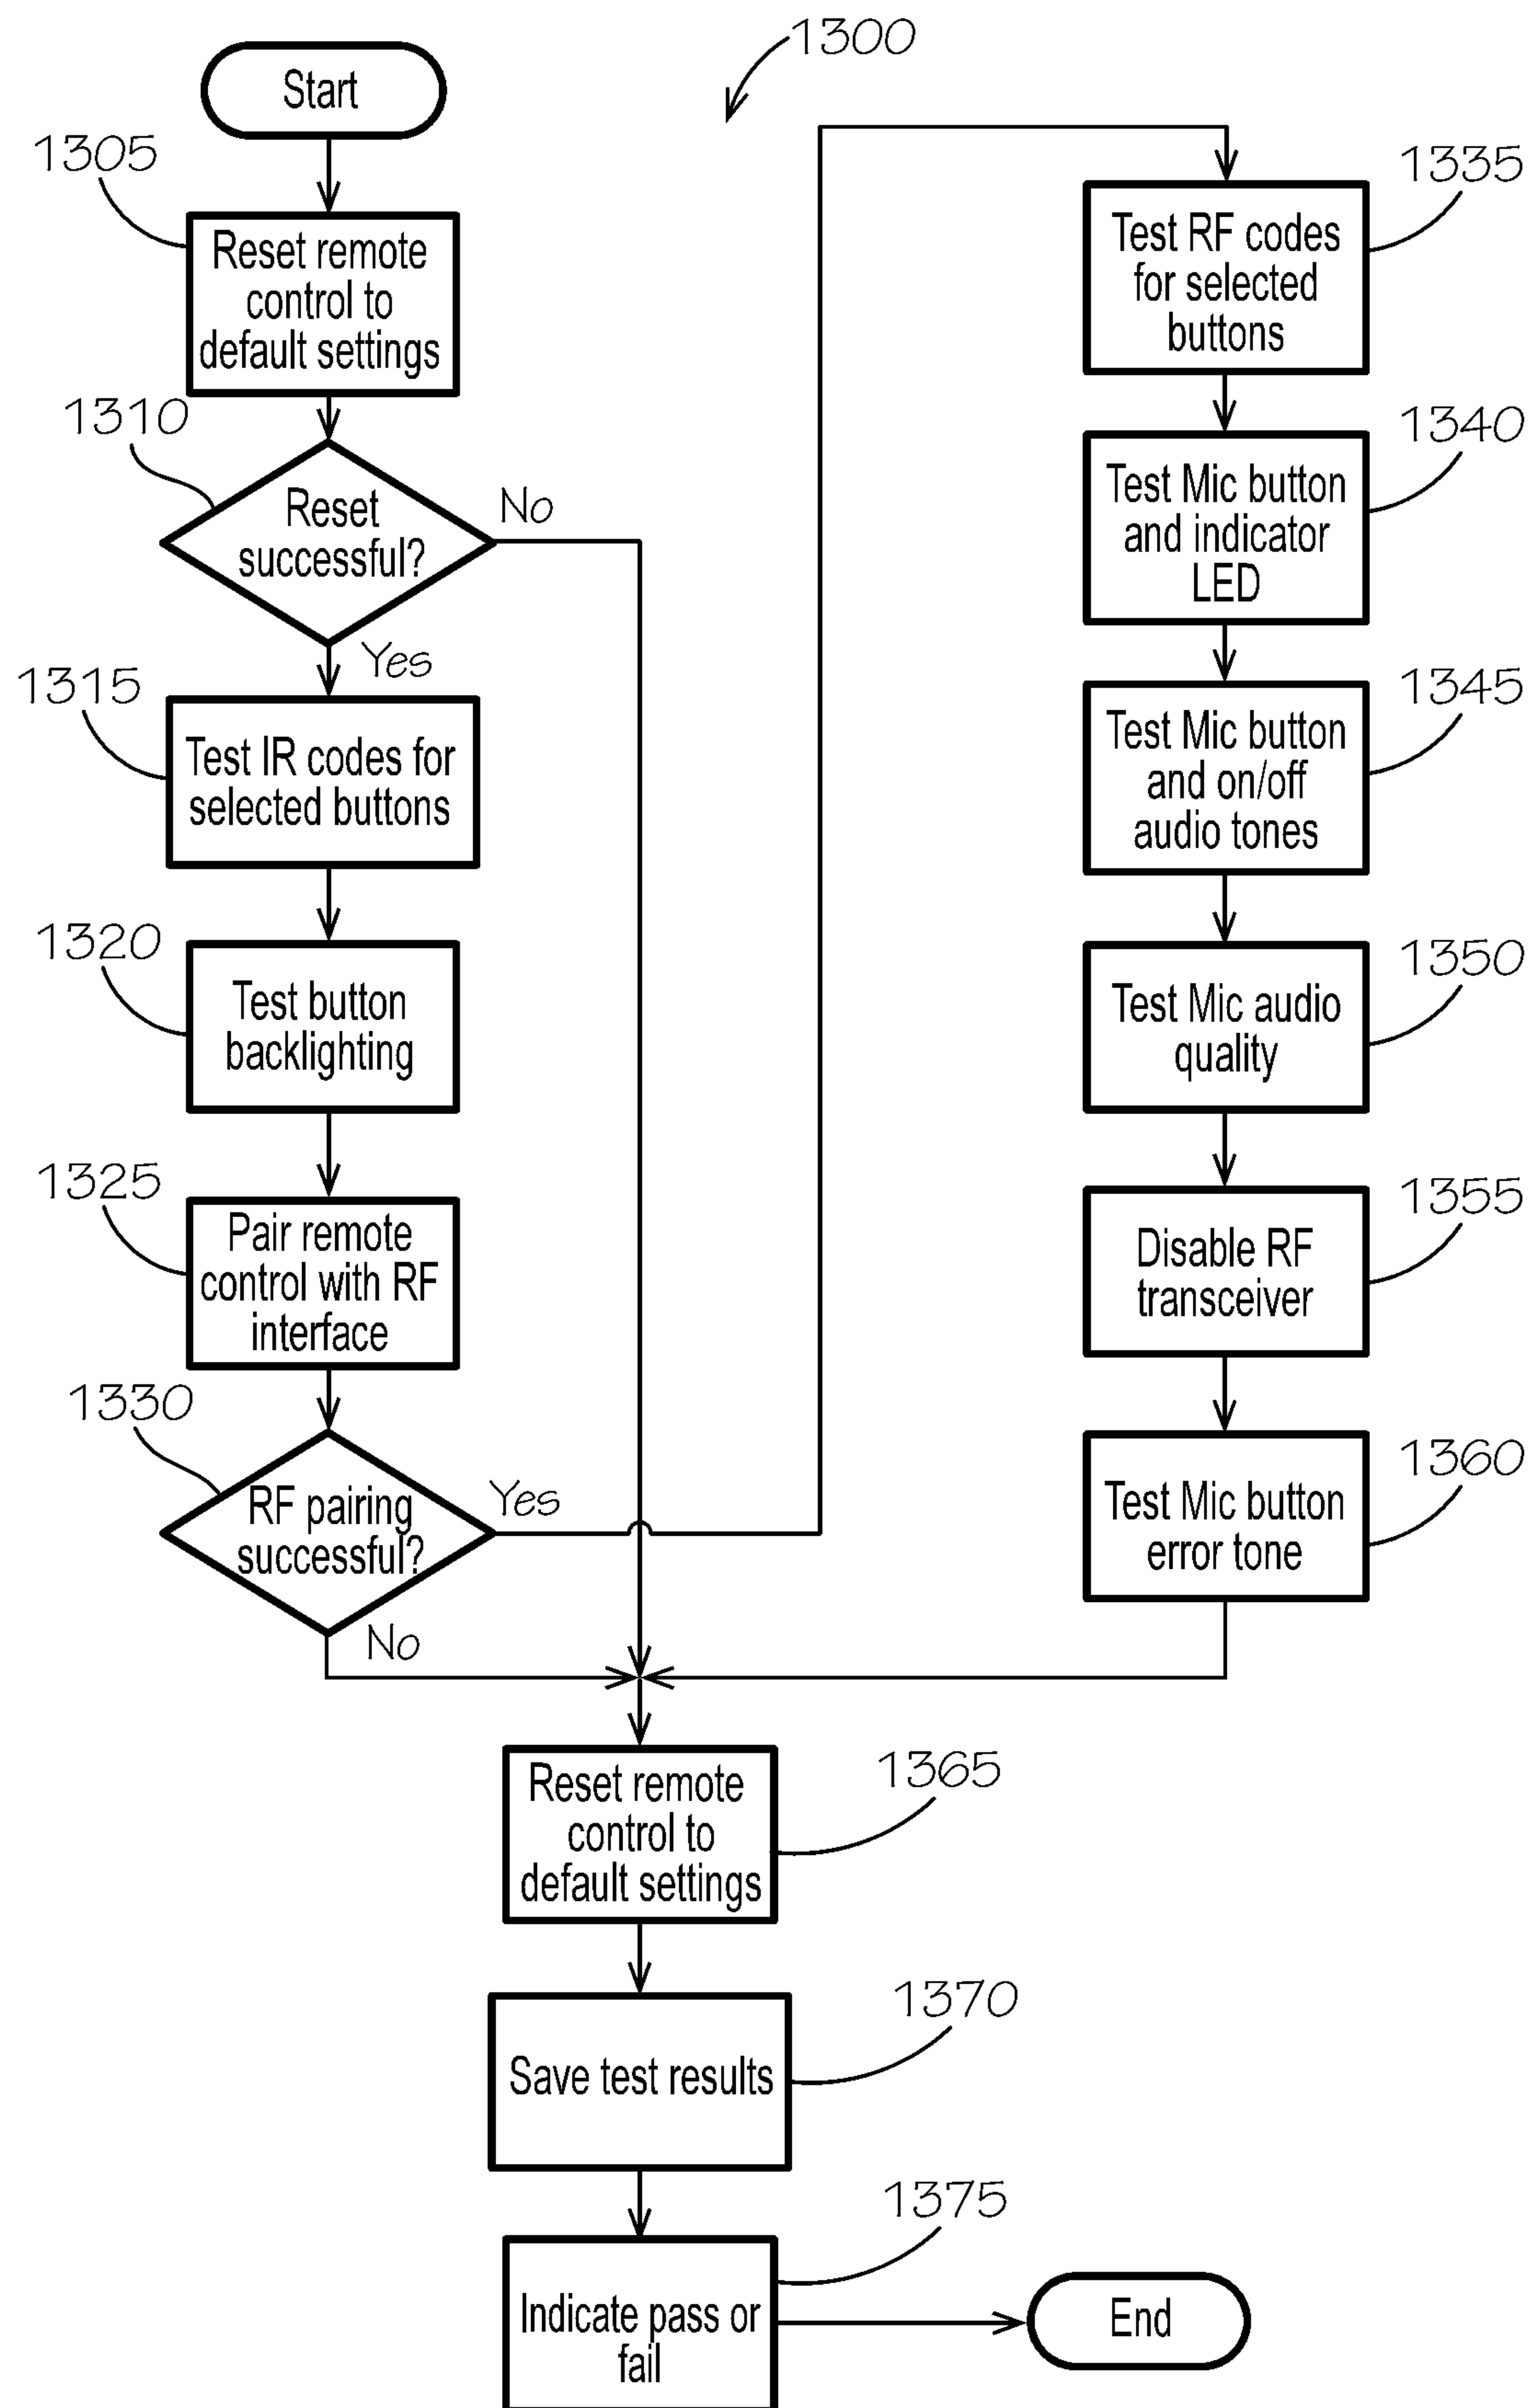 1300
Start
1305
Reset remote
control to
default settings
1310
Reset
successful?
No
Yes
1315
Test IR codes for
selected buttons
1320
Test button
backlighting
1325
Pair remote
control with RF
interface
1330
RF pairing
successful?
Yes
No
1335
Test RF codes
for selected
buttons
1340
Test Mic button
and indicator
LED
1345
Test Mic button
and on/off
audio tones
1350
Test Mic audio
quality
1355
Disable RF
transceiver
1360
Test Mic button
error tone
1365
Reset remote
control to
default settings
1370
Save test results
1375
Indicate pass or
fail
End